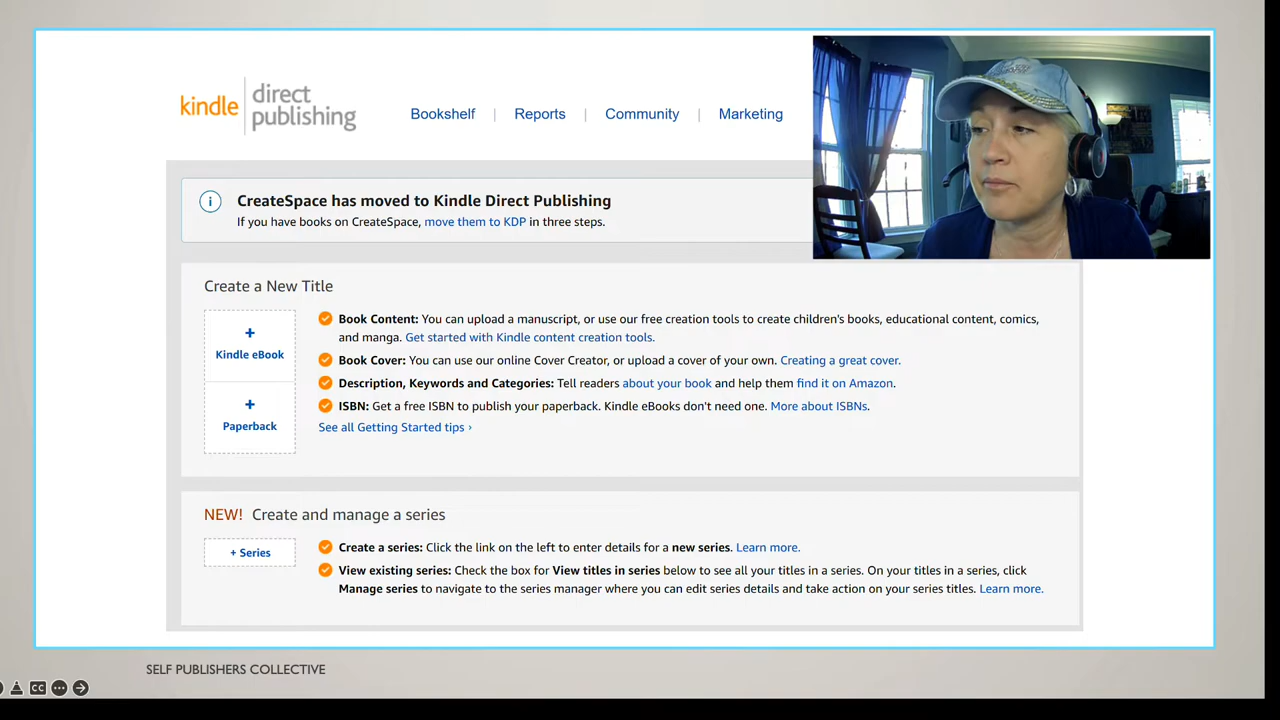 kindle direct publishing
Bookshelf | Reports | Community | Marketing
CreateSpace has moved to Kindle Direct Publishing
If you have books on CreateSpace, move them to KDP in three steps.
Create a New Title
+
Kindle eBook
+
Paperback
Book Content: You can upload a manuscript, or use our free creation tools to create children's books, educational content, comics,
and manga. Get started with Kindle content creation tools.
Book Cover: You can use our online Cover Creator, or upload a cover of your own. Creating a great cover.
Description, Keywords and Categories: Tell readers about your book and help them find it on Amazon.
ISBN: Get a free ISBN to publish your paperback. Kindle eBooks don't need one. More about ISBNs.
See all Getting Started tips ›
NEW! Create and manage a series
+ Series
Create a series: Click the link on the left to enter details for a new series. Learn more.
View existing series: Check the box for View titles in series below to see all your titles in a series. On your titles in a series, click
Manage series to navigate to the series manager where you can edit series details and take action on your series titles. Learn more.
SELF PUBLISHERS COLLECTIVE
CC